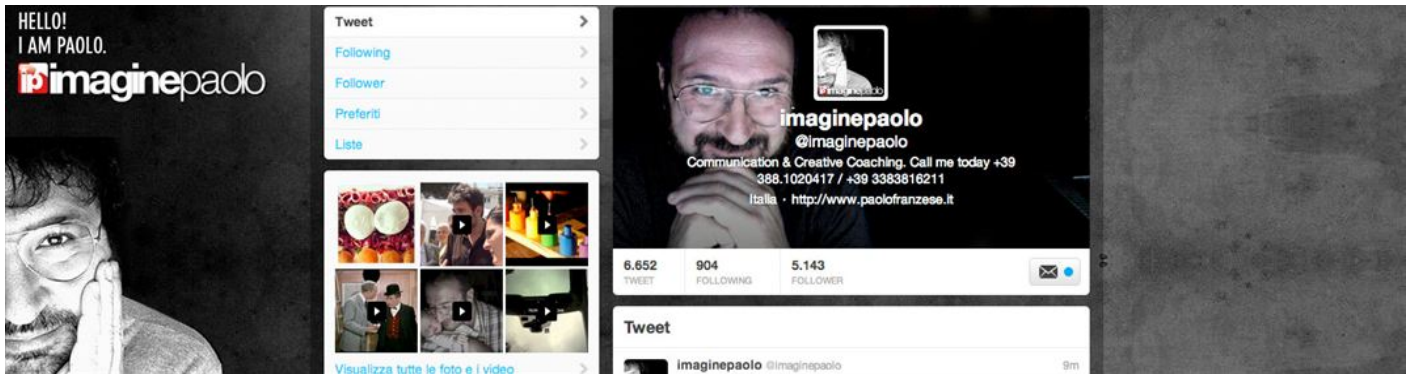 HELLO!
I AM PAOLO.
ip imaginepaolo
Tweet
Following
Follower
Preferiti
Liste
Visualizza tutte le foto e i video
imaginepaolo
imaginepaolo
@imaginepaolo
Communication & Creative Coaching. Call me today +39
388.1020417 / +39 3383816211
Italia · http://www.paolofranzese.it
6.652 904 5.143
TWEET FOLLOWING FOLLOWER
Tweet
imaginepaolo @imaginepaolo 9m